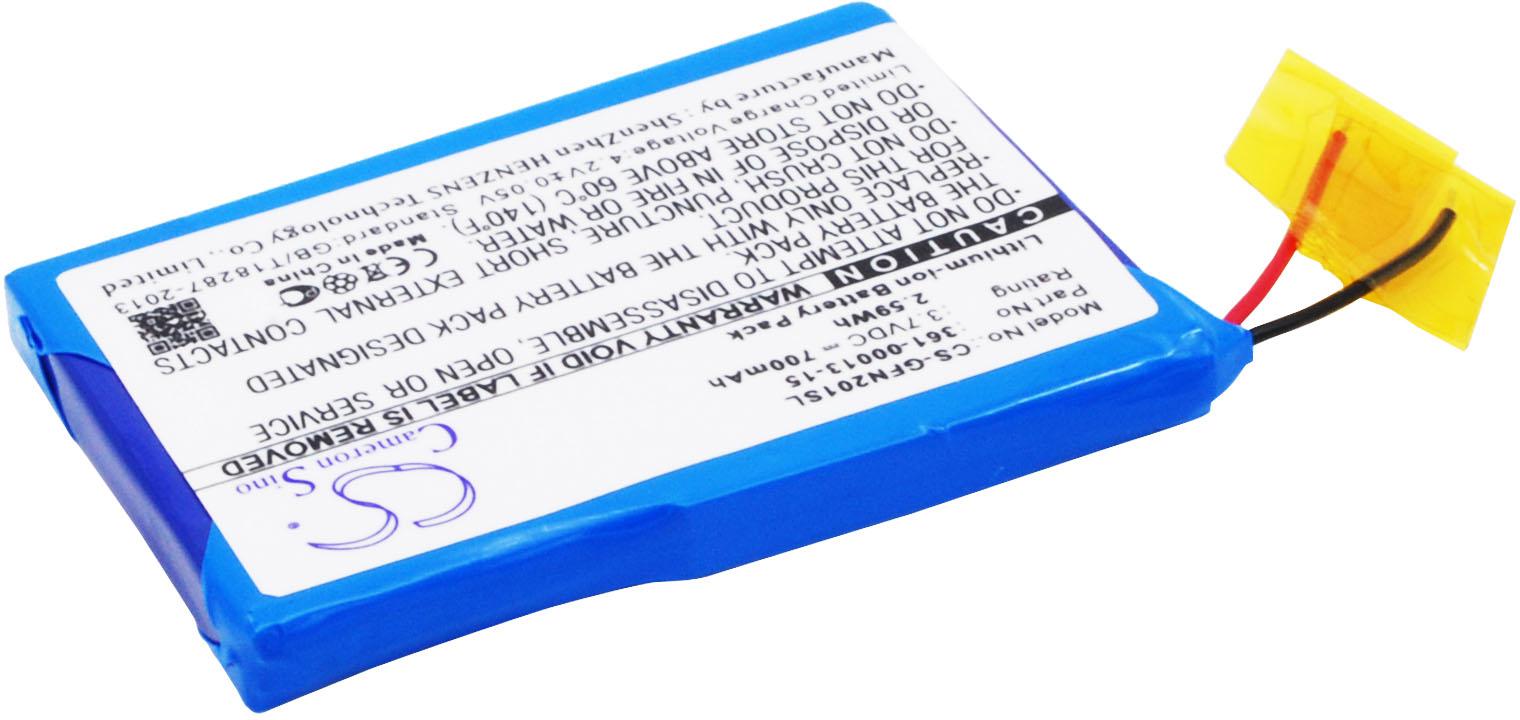 CS
Cameron Sino
Model No.: CS-GFN201SL
Part No 361-00013-15
Rating 3.7VDC ⎓ 700mAh
2.59Wh
Lithium-ion Battery Pack
CAUTION WARRANTY VOID IF LABEL IS REMOVED
•DO NOT ATTEMPT TO DISASSEMBLE, OPEN OR SERVICE
THE BATTERY PACK.
•REPLACE ONLY WITH THE BATTERY PACK DESIGNATED
FOR THIS PRODUCT.
•DO NOT CRUSH, PUNCTURE, SHORT EXTERNAL CONTACTS
OR DISPOSE OF IN FIRE OR WATER.
•DO NOT STORE ABOVE 60°C (140°F).
CE
Made in China
Limited Charge Voltage:4.2V±0.05V Standard:GB/T18287-2013
Manufacture by: ShenZhen HENZENS Technology Co., Limited